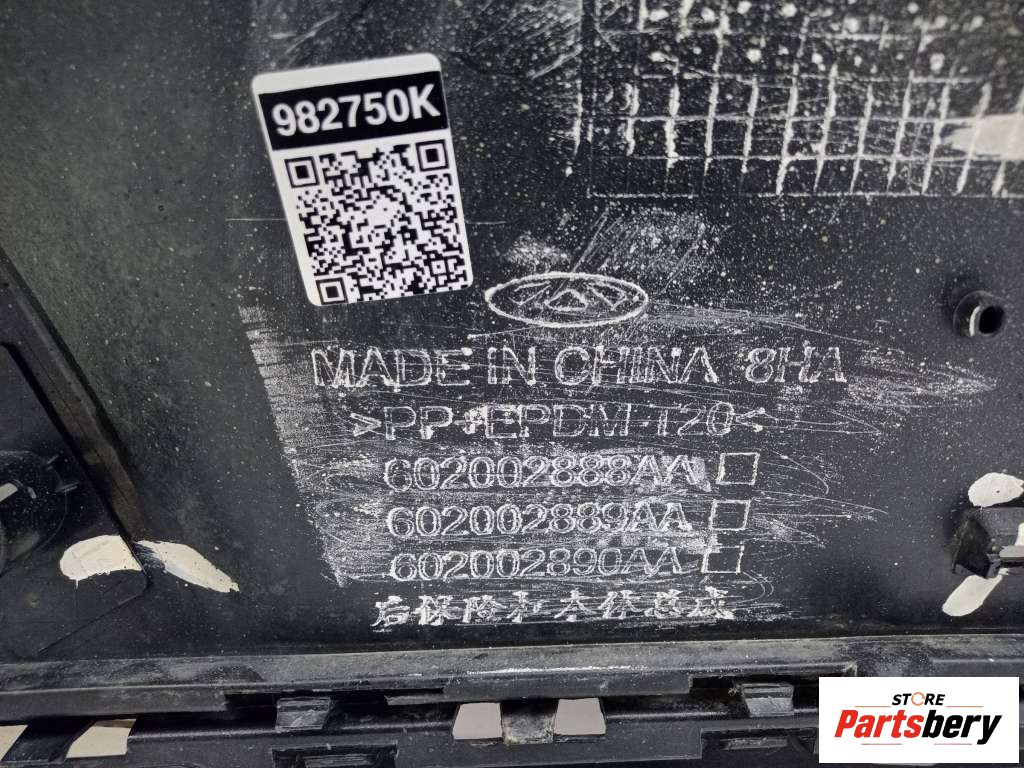 982750K
MADE IN CHINA 8HA
>PP+EPDM-T20<
602002888AA
602002889AA
602002890AA
后保险杠本体总成
STORE
Partsbery